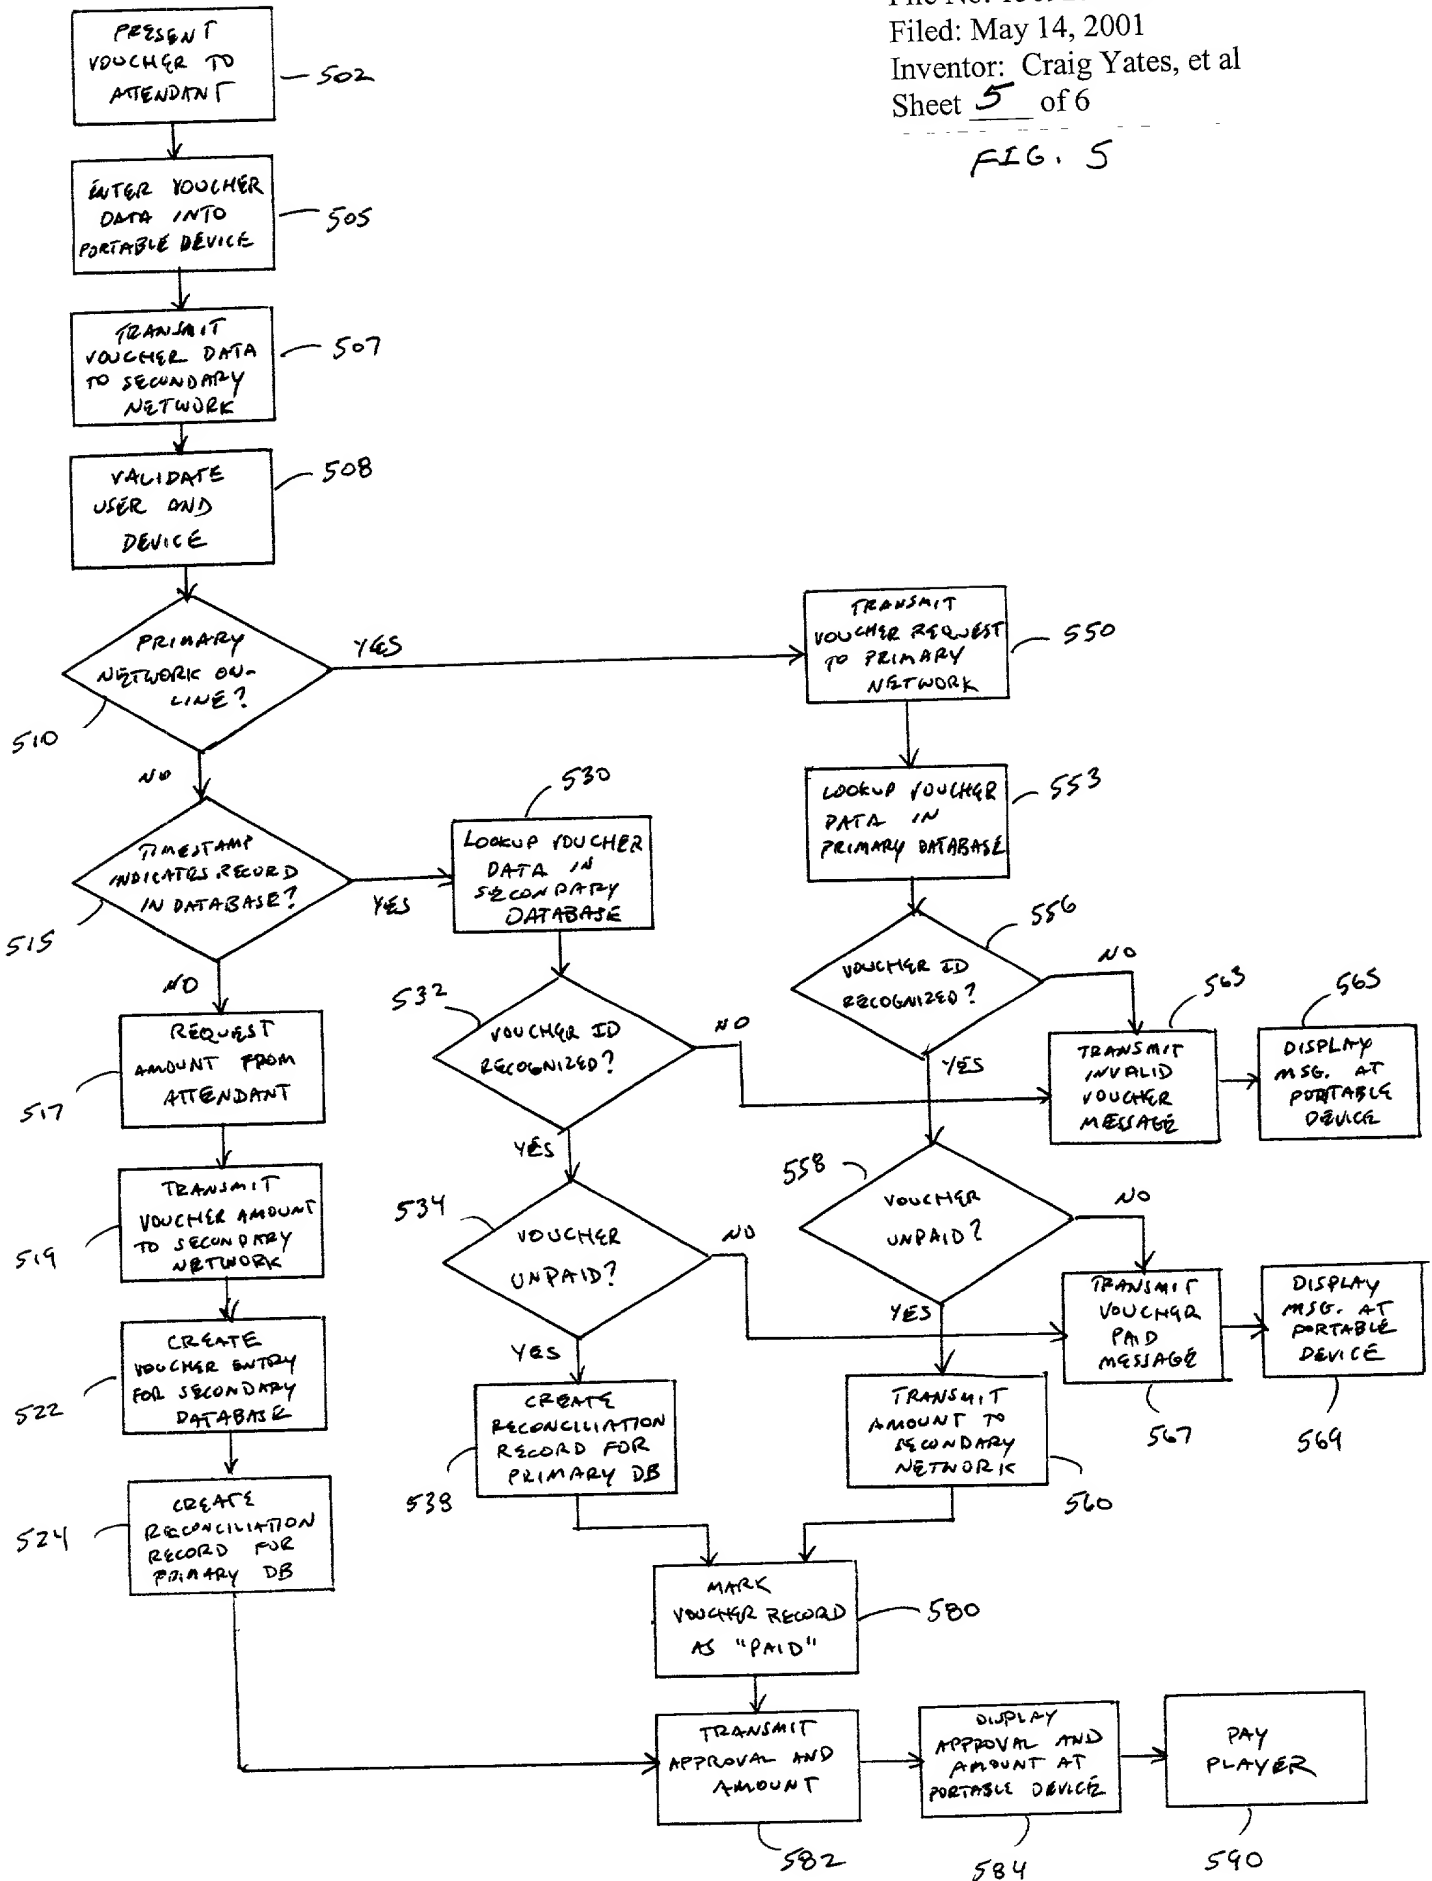 Filed: May 14, 2001
Inventor: Craig Yates, et al
Sheet 5 of 6
FIG. 5
PRESENT
VOUCHER TO
ATTENDANT
502
ENTER VOUCHER
DATA INTO
PORTABLE DEVICE
505
TRANSMIT
VOUCHER DATA
TO SECONDARY
NETWORK
507
VALIDATE
USER AND
DEVICE
508
PRIMARY
NETWORK ON-
LINE?
510
YES
NO
TRANSMIT
VOUCHER REQUEST
TO PRIMARY
NETWORK
550
TIMESTAMP
INDICATES RECORD
IN DATABASE?
515
YES
NO
LOOKUP VOUCHER
DATA IN
SECONDARY
DATABASE
530
LOOKUP VOUCHER
DATA IN
PRIMARY DATABASE
553
VOUCHER ID
RECOGNIZED?
556
NO
YES
REQUEST
AMOUNT FROM
ATTENDANT
517
VOUCHER ID
RECOGNIZED?
532
NO
YES
TRANSMIT
INVALID
VOUCHER
MESSAGE
563
DISPLAY
MSG. AT
PORTABLE
DEVICE
565
TRANSMIT
VOUCHER AMOUNT
TO SECONDARY
NETWORK
519
VOUCHER
UNPAID?
534
NO
YES
VOUCHER
UNPAID?
558
NO
YES
TRANSMIT
VOUCHER
PAID
MESSAGE
567
DISPLAY
MSG. AT
PORTABLE
DEVICE
569
CREATE
VOUCHER ENTRY
FOR SECONDARY
DATABASE
522
CREATE
RECONCILIATION
RECORD FOR
PRIMARY DB
538
TRANSMIT
AMOUNT TO
SECONDARY
NETWORK
560
CREATE
RECONCILIATION
RECORD FOR
PRIMARY DB
524
MARK
VOUCHER RECORD
AS "PAID"
580
TRANSMIT
APPROVAL AND
AMOUNT
582
DISPLAY
APPROVAL AND
AMOUNT AT
PORTABLE DEVICE
584
PAY
PLAYER
590